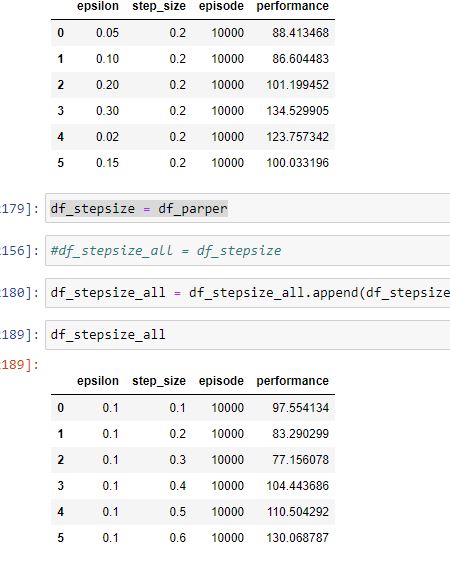 epsilon step_size episode performance
0 0.05 0.2 10000 88.413468
1 0.10 0.2 10000 86.604483
2 0.20 0.2 10000 101.199452
3 0.30 0.2 10000 134.529905
4 0.02 0.2 10000 123.757342
5 0.15 0.2 10000 100.033196
179]: df_stepsize = df_parper
156]: #df_stepsize_all = df_stepsize
180]: df_stepsize_all = df_stepsize_all.append(df_stepsize
189]: df_stepsize_all
189]:
epsilon step_size episode performance
0 0.1 0.1 10000 97.554134
1 0.1 0.2 10000 83.290299
2 0.1 0.3 10000 77.156078
3 0.1 0.4 10000 104.443686
4 0.1 0.5 10000 110.504292
5 0.1 0.6 10000 130.068787